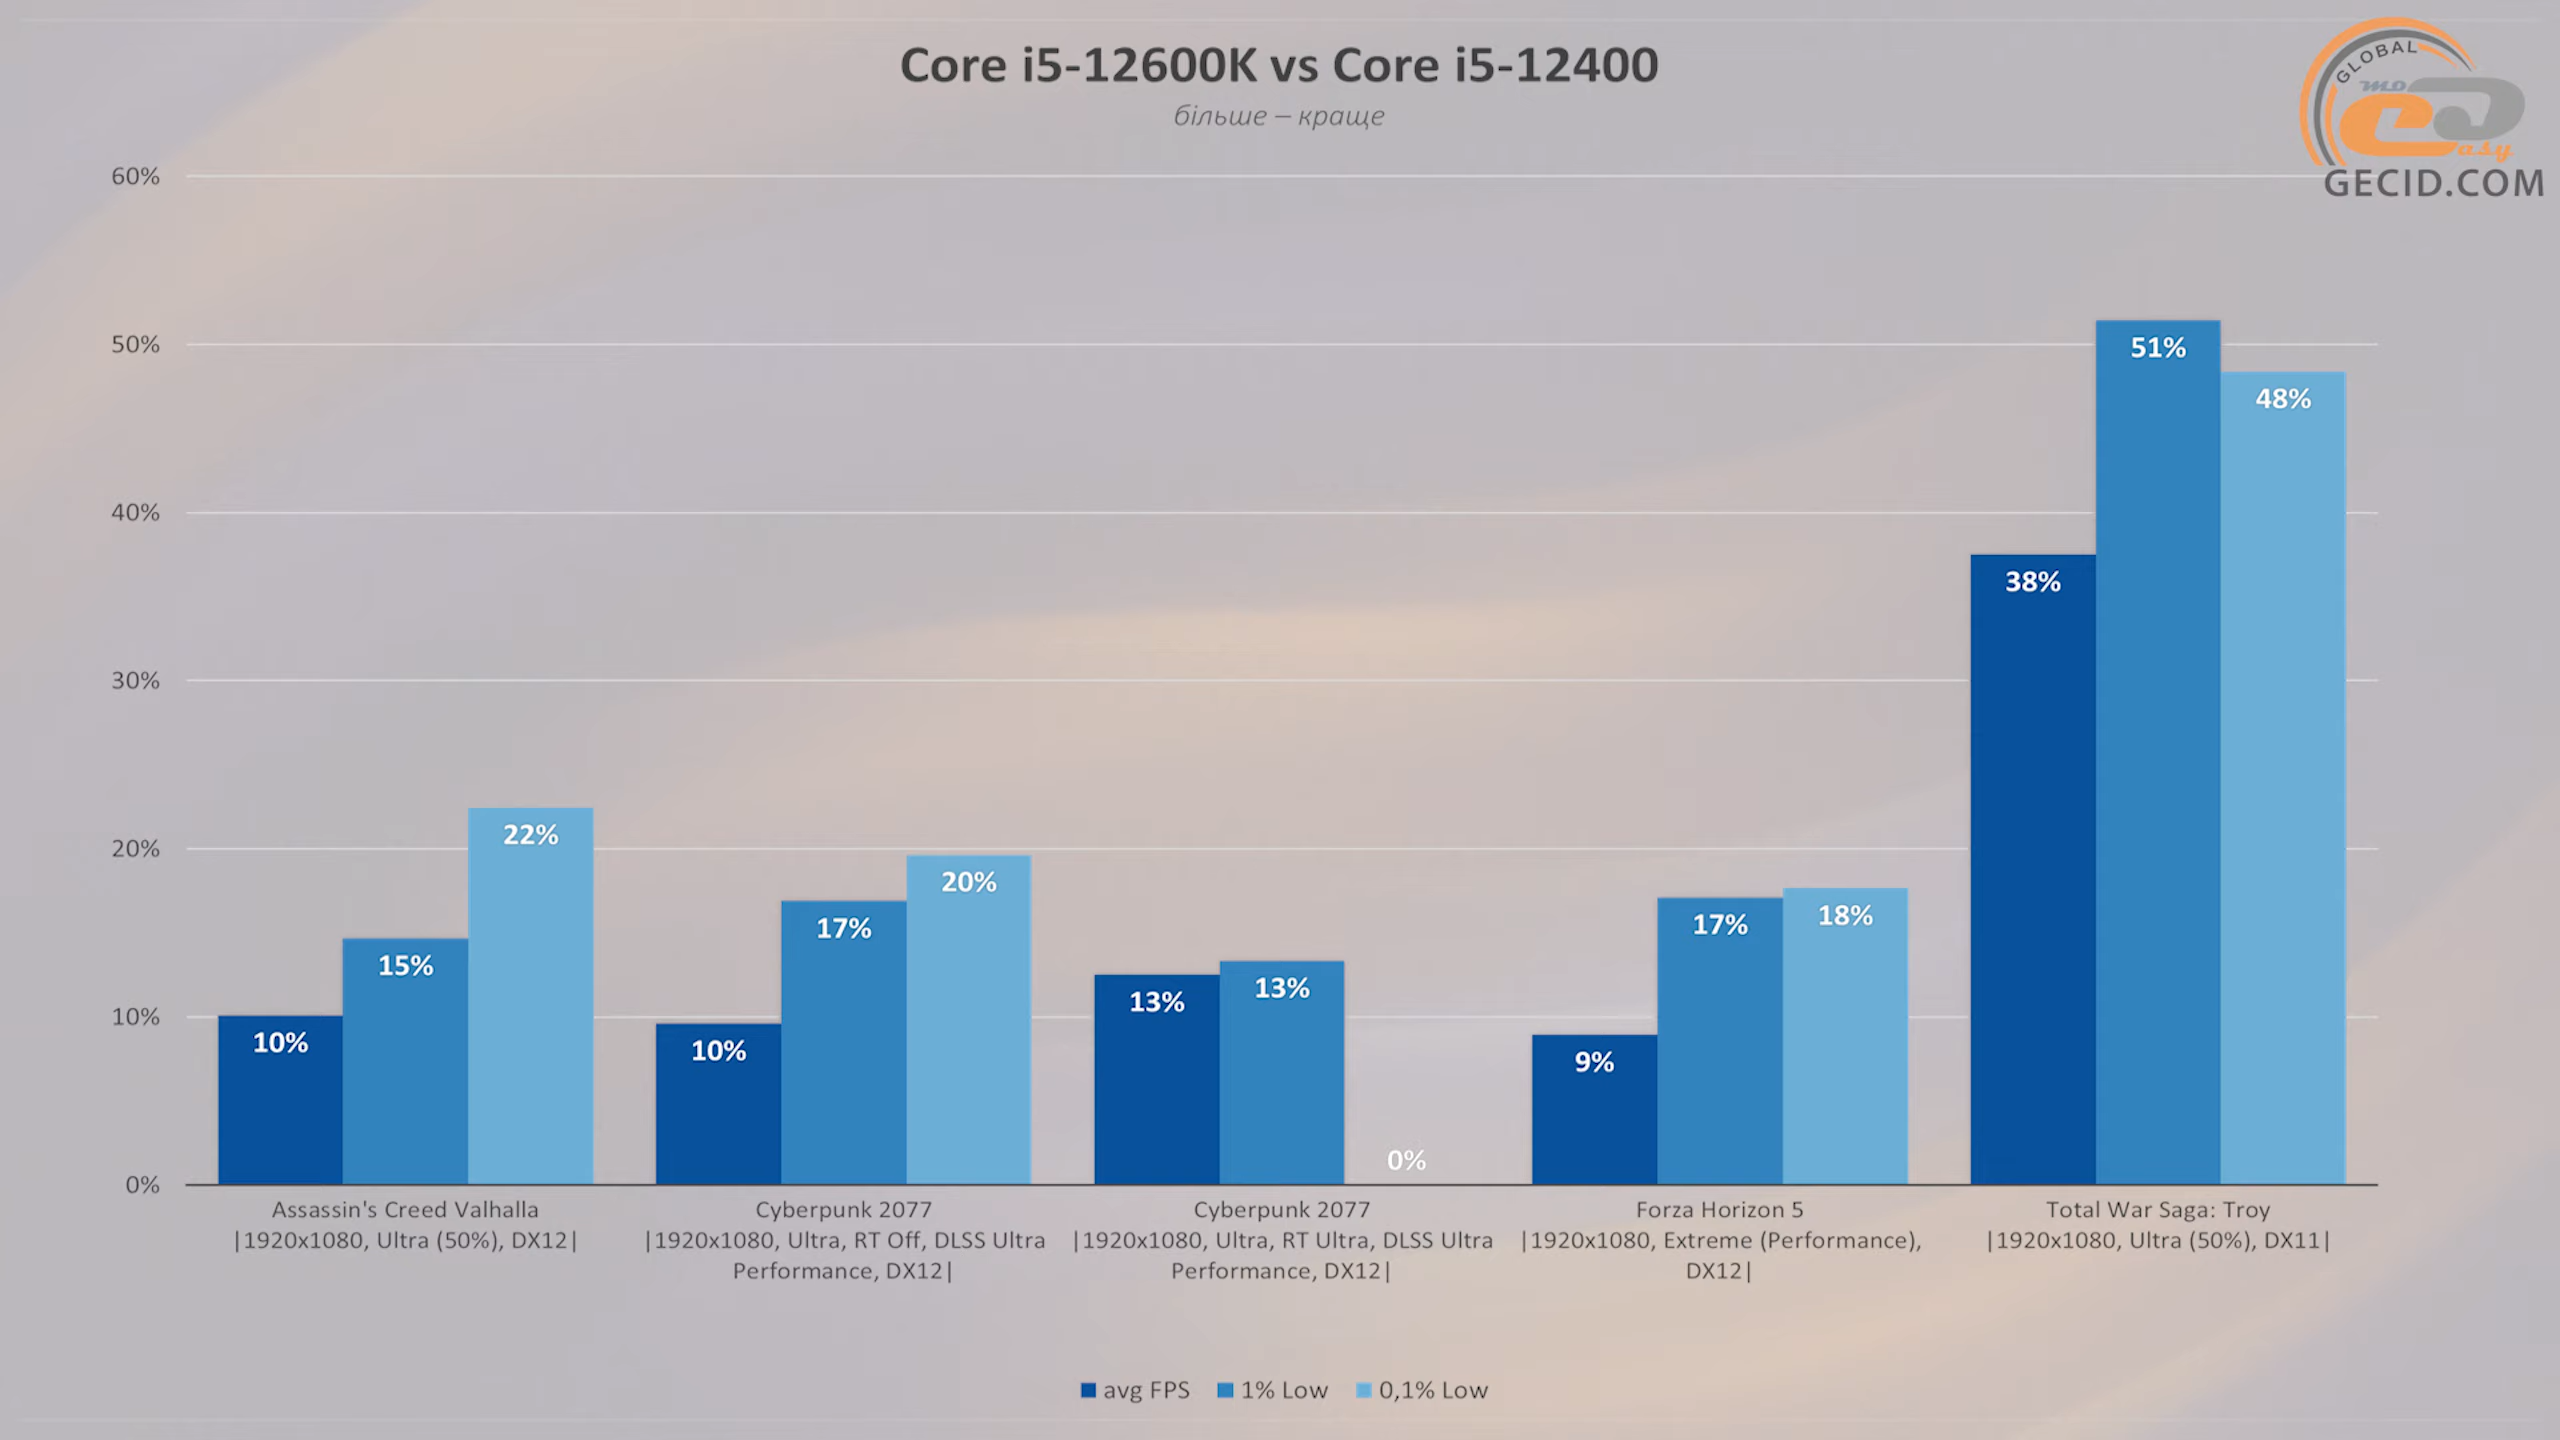 Core i5-12600K vs Core i5-12400
більше – краще
GLOBAL
MO
easy
GECID.COM
60%
50%
40%
30%
20%
10%
0%
10%
15%
22%
10%
17%
20%
13%
13%
0%
9%
17%
18%
38%
51%
48%
Assassin's Creed Valhalla
|1920x1080, Ultra (50%), DX12|
Cyberpunk 2077
|1920x1080, Ultra, RT Off, DLSS Ultra
Performance, DX12|
Cyberpunk 2077
|1920x1080, Ultra, RT Ultra, DLSS Ultra
Performance, DX12|
Forza Horizon 5
|1920x1080, Extreme (Performance),
DX12|
Total War Saga: Troy
|1920x1080, Ultra (50%), DX11|
avg FPS
1% Low
0,1% Low